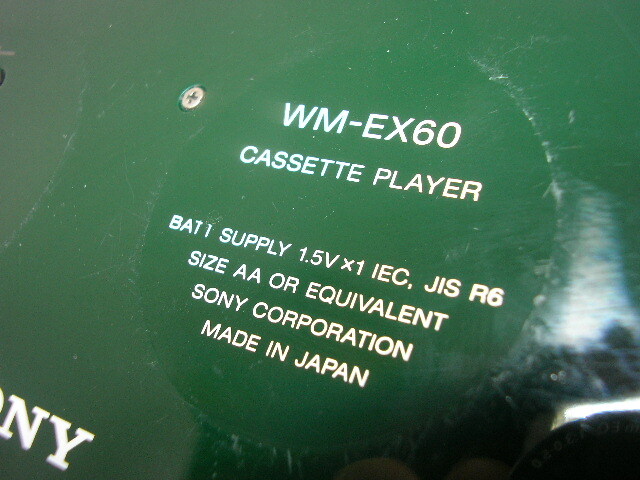 WM-EX60
CASSETTE PLAYER
BATT SUPPLY 1.5V×1 IEC, JIS R6
SIZE AA OR EQUIVALENT
SONY CORPORATION
MADE IN JAPAN
ONY